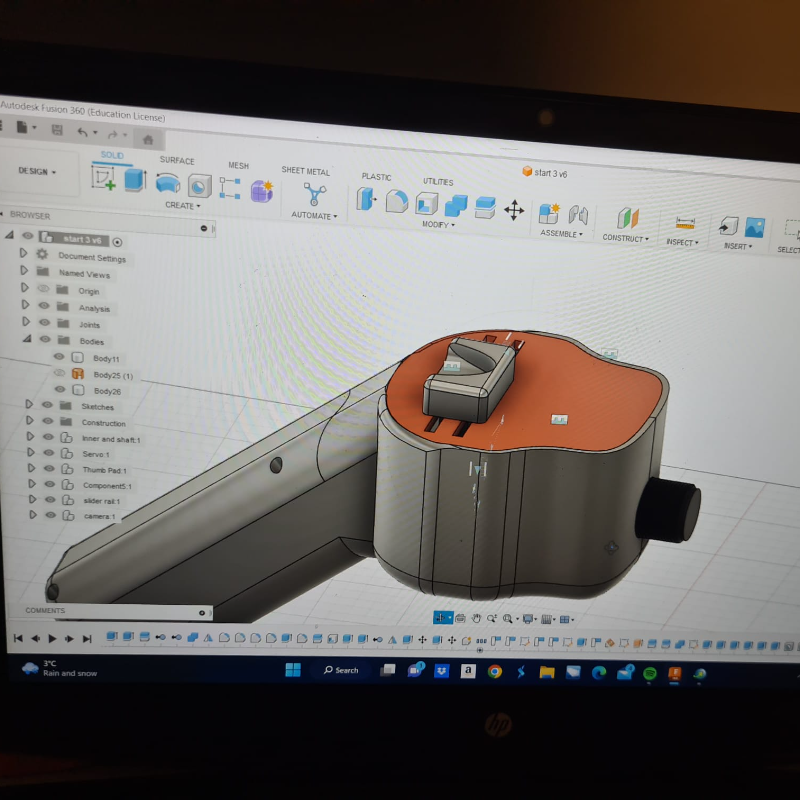 Autodesk Fusion 360 (Education License)
start 3 v6
DESIGN
SOLID
SURFACE
MESH
SHEET METAL
PLASTIC
UTILITIES
CREATE
AUTOMATE
MODIFY
ASSEMBLE
CONSTRUCT
INSPECT
INSERT
SELECT
BROWSER
start 3 v6
Document Settings
Named Views
Origin
Analysis
Joints
Bodies
Body11
Body25 (1)
Body26
Sketches
Construction
Inner and shaft:1
Servo:1
Thumb Pad:1
Component5:1
slider rail:1
camera:1
COMMENTS
3°C
Rain and snow
Search
a
hp